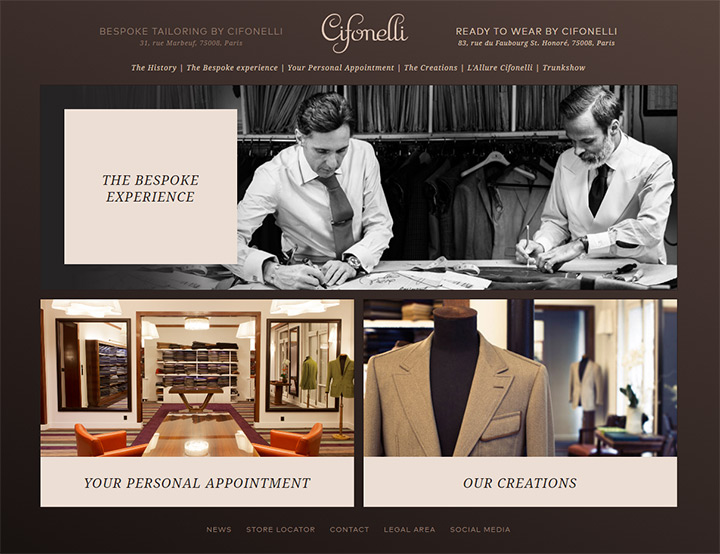 BESPOKE TAILORING BY CIFONELLI
31, rue Marbeuf, 75008, Paris
Cifonelli
READY TO WEAR BY CIFONELLI
83, rue du Faubourg St. Honoré, 75008, Paris
The History | The Bespoke experience | Your Personal Appointment | The Creations | L'Allure Cifonelli | Trunkshow
THE BESPOKE
EXPERIENCE
YOUR PERSONAL APPOINTMENT
OUR CREATIONS
NEWS STORE LOCATOR CONTACT LEGAL AREA SOCIAL MEDIA